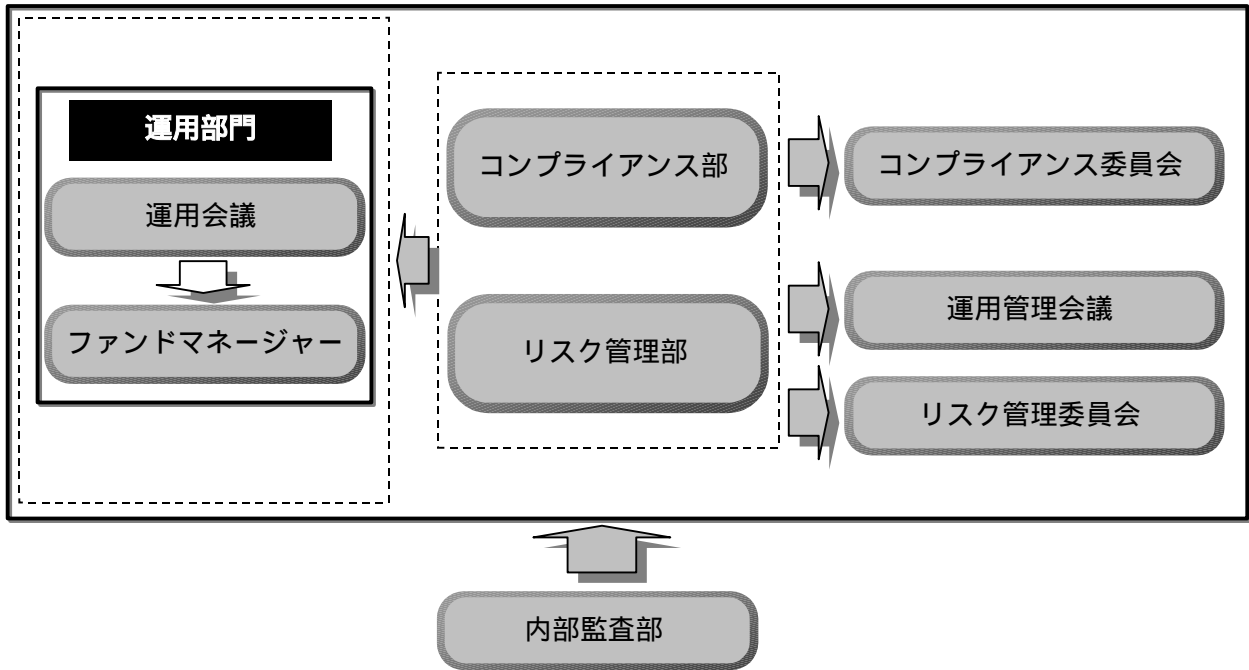 運用部門
運用会議
ファンドマネージャー
コンプライアンス部
リスク管理部
コンプライアンス委員会
運用管理会議
リスク管理委員会
内部監査部